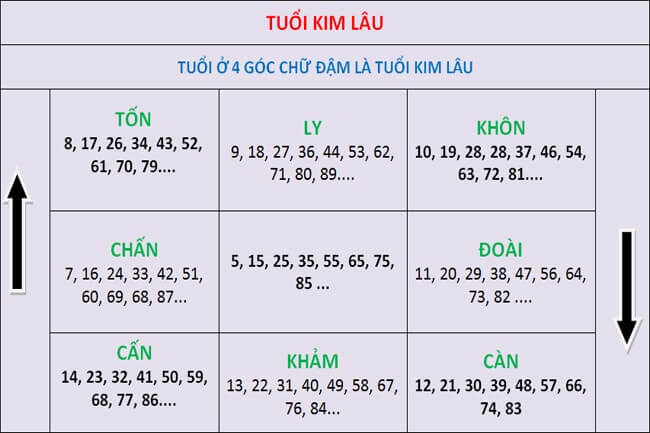 TUỔI KIM LÂU
TUỔI Ở 4 GÓC CHỮ ĐẬM LÀ TUỔI KIM LÂU
TỐN
8, 17, 26, 34, 43, 52,
61, 70, 79....
LY
9, 18, 27, 36, 44, 53, 62,
71, 80, 89....
KHÔN
10, 19, 28, 28, 37, 46, 54,
63, 72, 81....
CHẤN
7, 16, 24, 33, 42, 51,
60, 69, 68, 87...
5, 15, 25, 35, 55, 65, 75,
85 ...
ĐOÀI
11, 20, 29, 38, 47, 56, 64,
73, 82 ....
CẤN
14, 23, 32, 41, 50, 59,
68, 77, 86....
KHẢM
13, 22, 31, 40, 49, 58, 67,
76, 84...
CÀN
12, 21, 30, 39, 48, 57, 66,
74, 83